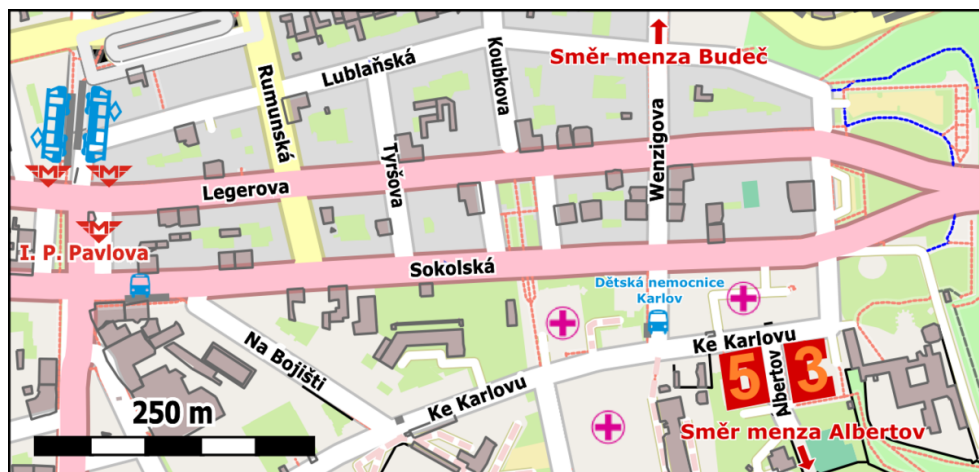 Směr menza Budeč
Lublaňská
Koubkova
Rumunská
Tyršova
Wenzigova
M
M
Legerova
M
I. P. Pavlova
Sokolská
Dětská nemocnice
Karlov
Ke Karlovu
Na Bojišti
5
3
Albertov
Ke Karlovu
250 m
Směr menza Albertov